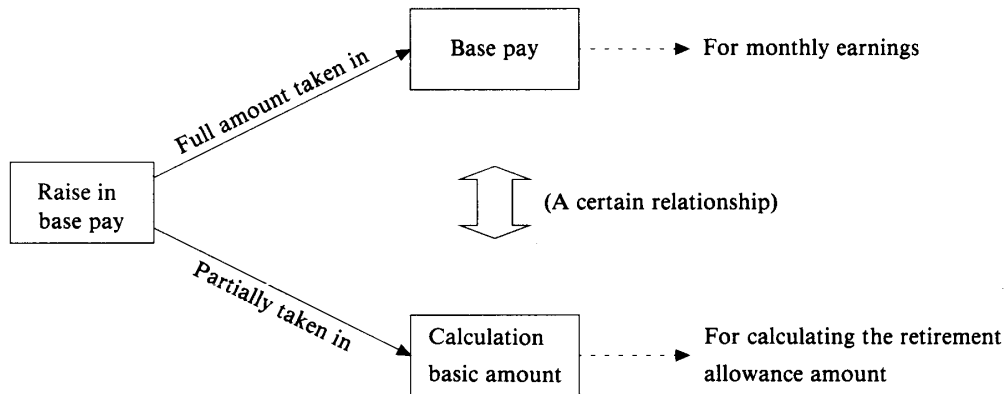 Base pay
For monthly earnings
Full amount taken in
Raise in
base pay
(A certain relationship)
Partially taken in
Calculation
basic amount
For calculating the retirement
allowance amount